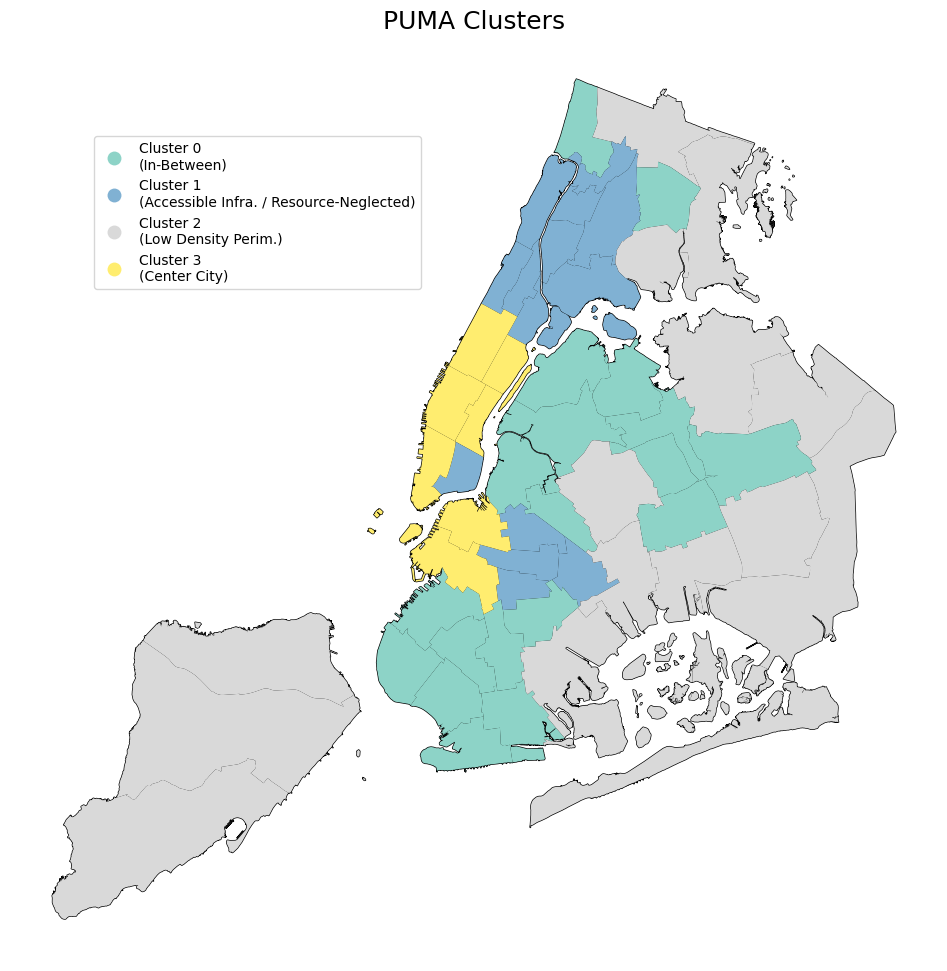 PUMA Clusters
Cluster 0
(In-Between)
Cluster 1
(Accessible Infra. / Resource-Neglected)
Cluster 2
(Low Density Perim.)
Cluster 3
(Center City)